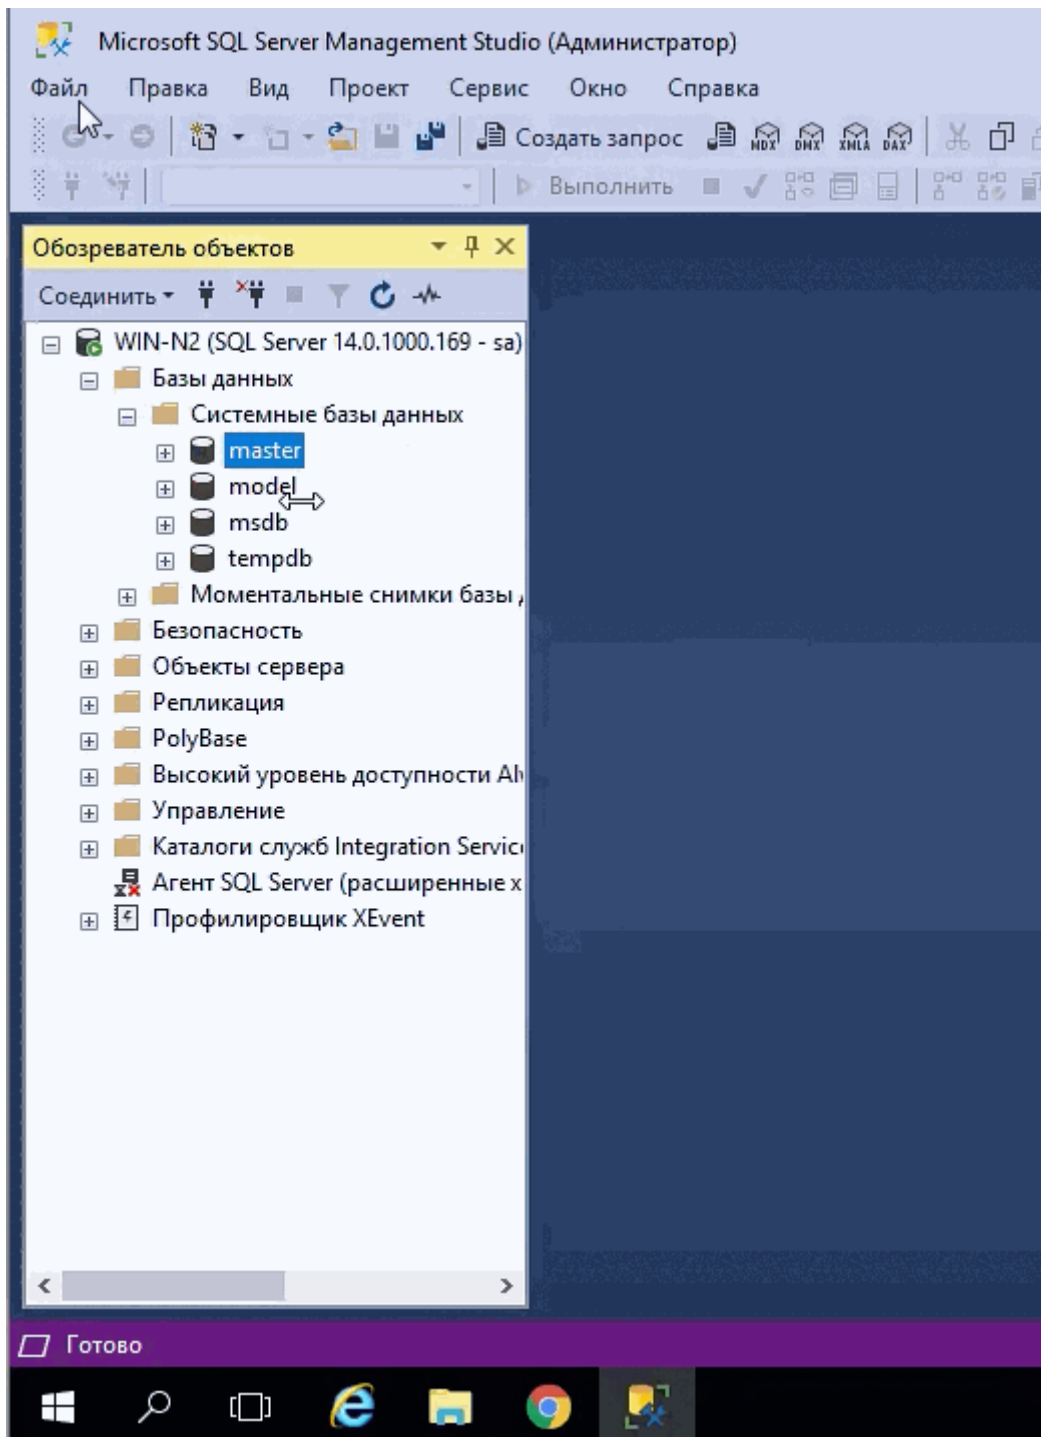 Microsoft SQL Server Management Studio (Администратор)
Файл Правка Вид Проект Сервис Окно Справка
Создать запрос MDX DMX XMLA DAX
Выполнить
Обозреватель объектов
Соединить
WIN-N2 (SQL Server 14.0.1000.169 - sa)
Базы данных
Системные базы данных
master
model
msdb
tempdb
Моментальные снимки базы
Безопасность
Объекты сервера
Репликация
PolyBase
Высокий уровень доступности
Управление
Каталоги служб Integration
Агент SQL Server (расширенные
Профилировщик XEvent
Готово